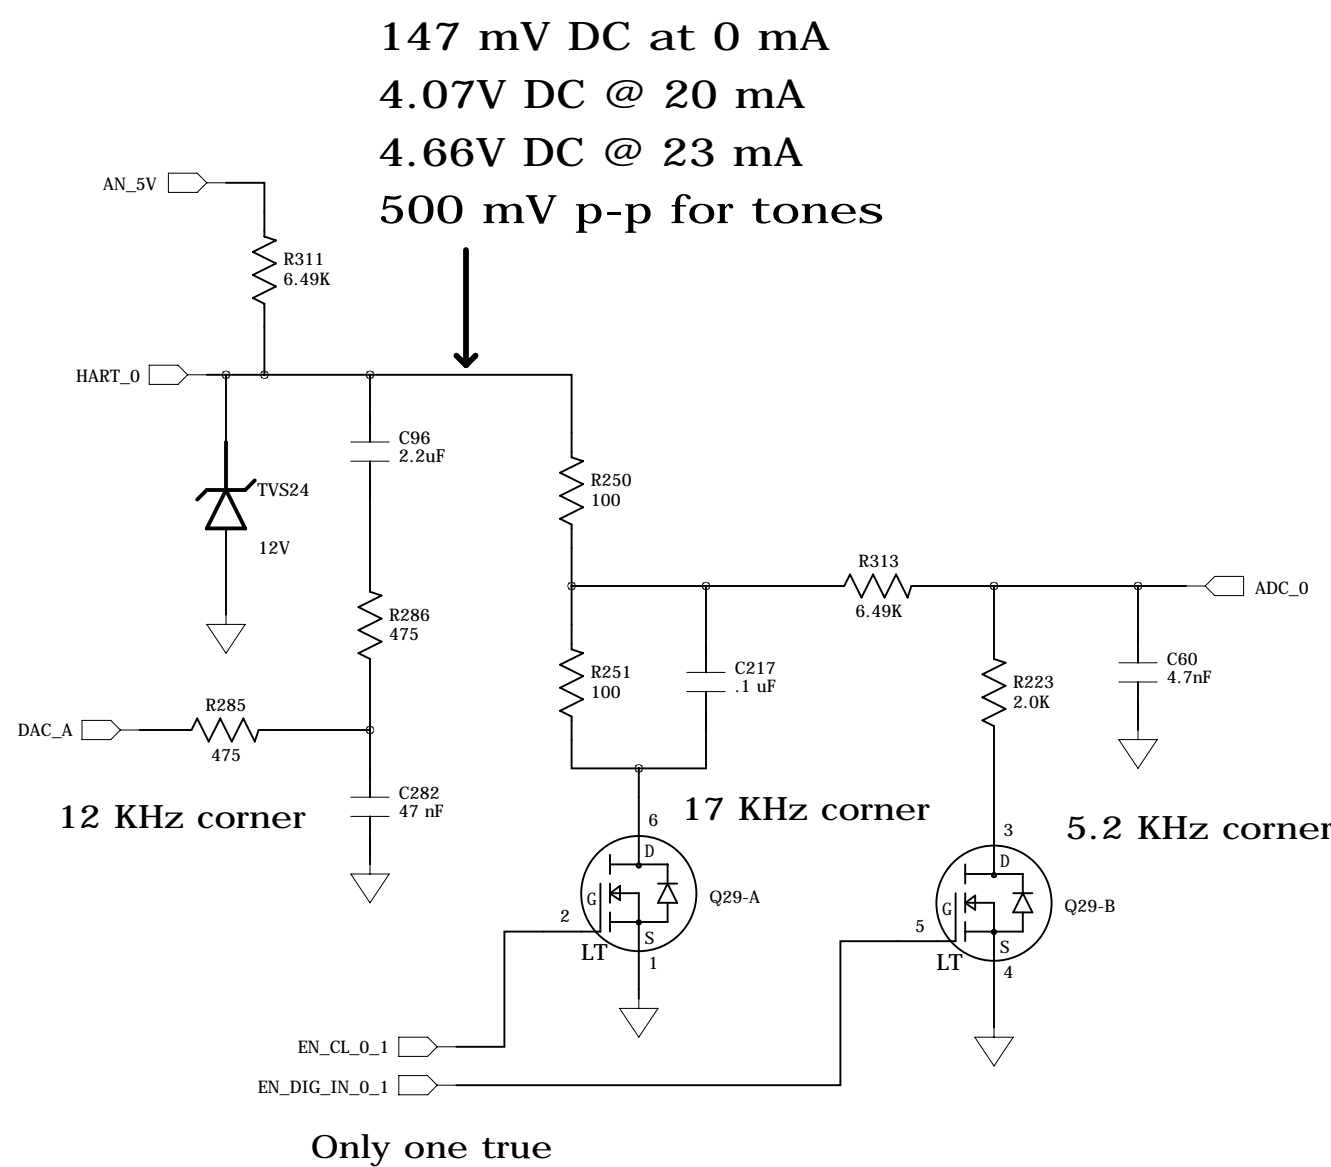 147 mV DC at 0 mA
4.07V DC @ 20 mA
4.66V DC @ 23 mA
500 mV p-p for tones
AN_5V
R311
6.49K
HART_0
C96
2.2uF
TVS24
12V
R250
100
R313
6.49K
ADC_0
R286
475
R251
100
C217
.1 uF
C60
4.7nF
R223
2.0K
DAC_A
R285
475
C282
47 nF
12 KHz corner
17 KHz corner
5.2 KHz corner
6
D
G
S
2
LT
1
Q29-A
3
D
G
S
5
LT
4
Q29-B
EN_CL_0_1
EN_DIG_IN_0_1
Only one true